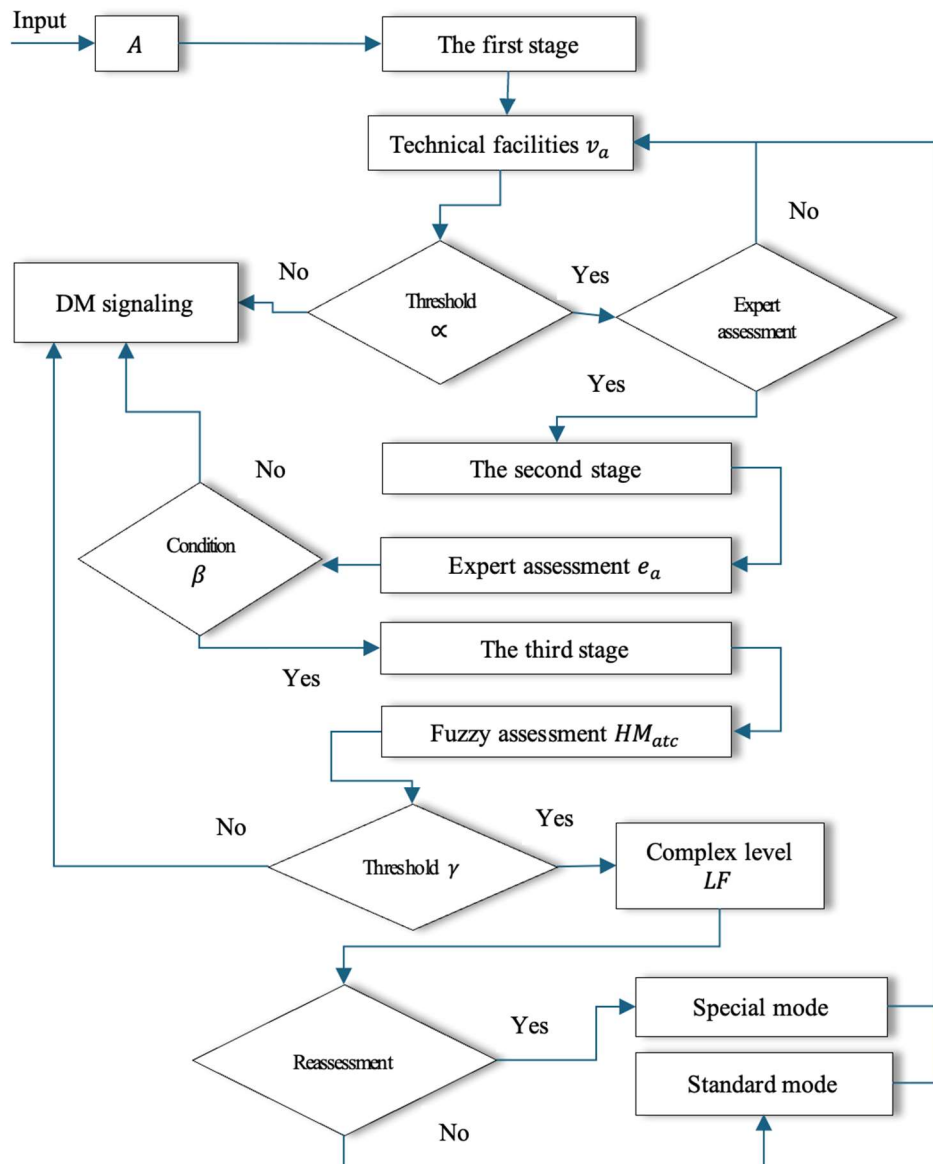 Input
A
The first stage
Technical facilities vₐ
No
No
Yes
Threshold
∝
Expert
assessment
DM signaling
Yes
The second stage
No
Condition
β
Expert assessment eₐ
The third stage
Yes
Fuzzy assessment HM_atc
No
Yes
Threshold γ
Complex level
LF
Special mode
Yes
Reassessment
Standard mode
No